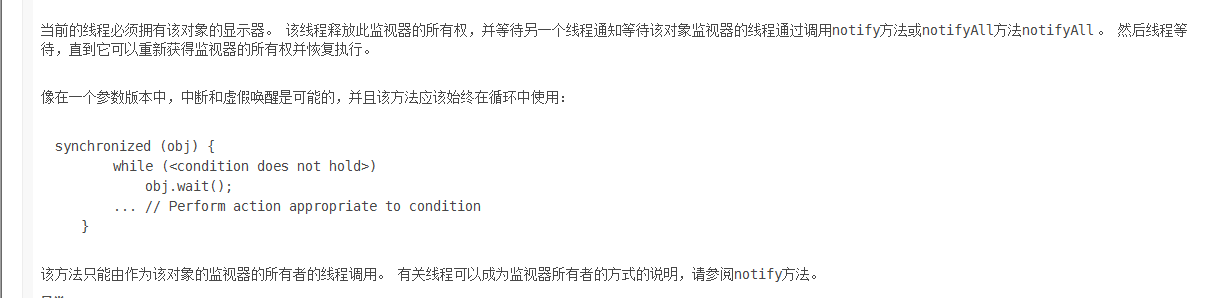 当前的线程必须拥有该对象的显示器。 该线程释放此监视器的所有权，并等待另一个线程通知等待该对象监视器的线程通过调用notify方法或notifyAll方法notifyAll 。 然后线程等
待，直到它可以重新获得监视器的所有权并恢复执行。
像在一个参数版本中，中断和虚假唤醒是可能的，并且该方法应该始终在循环中使用：
synchronized (obj) {
while (<condition does not hold>)
obj.wait();
... // Perform action appropriate to condition
}
该方法只能由作为该对象的监视器的所有者的线程调用。 有关线程可以成为监视器所有者的方式的说明，请参阅notify方法。